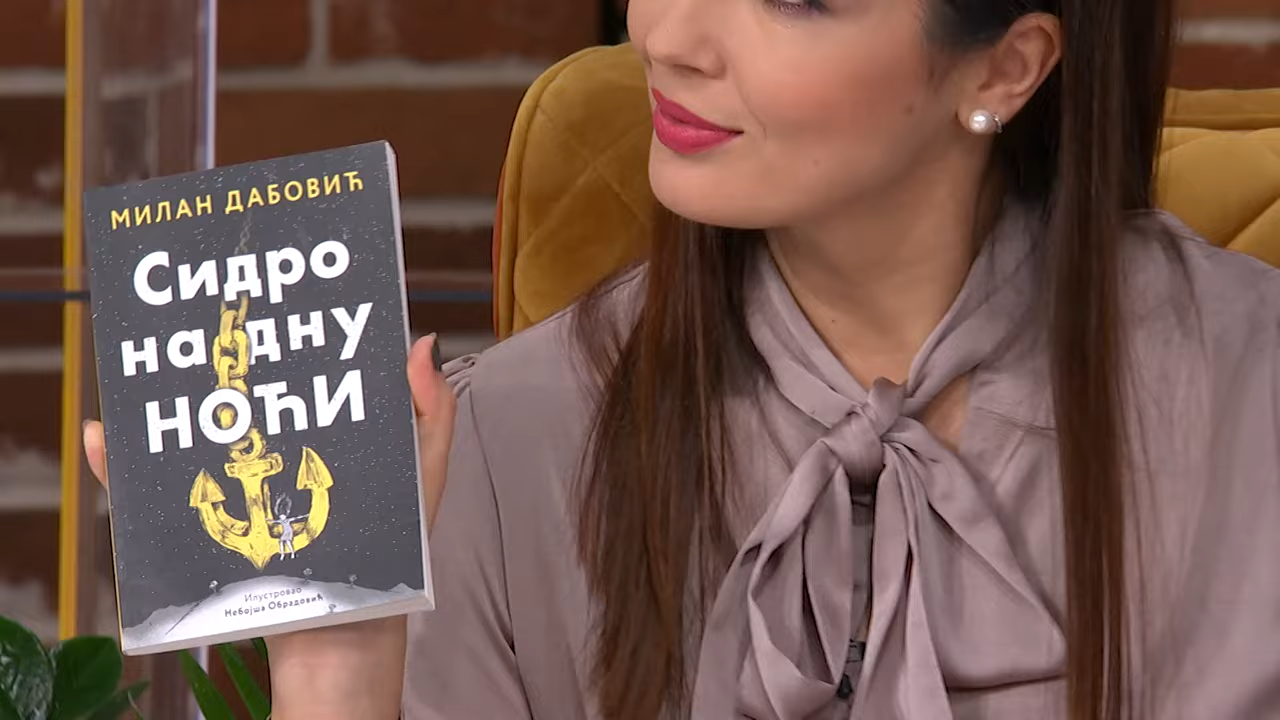 МИЛАН ДАБОВИЋ
Сидро
на дну
НОЋИ
Илустровао
Небојша Обрадовић